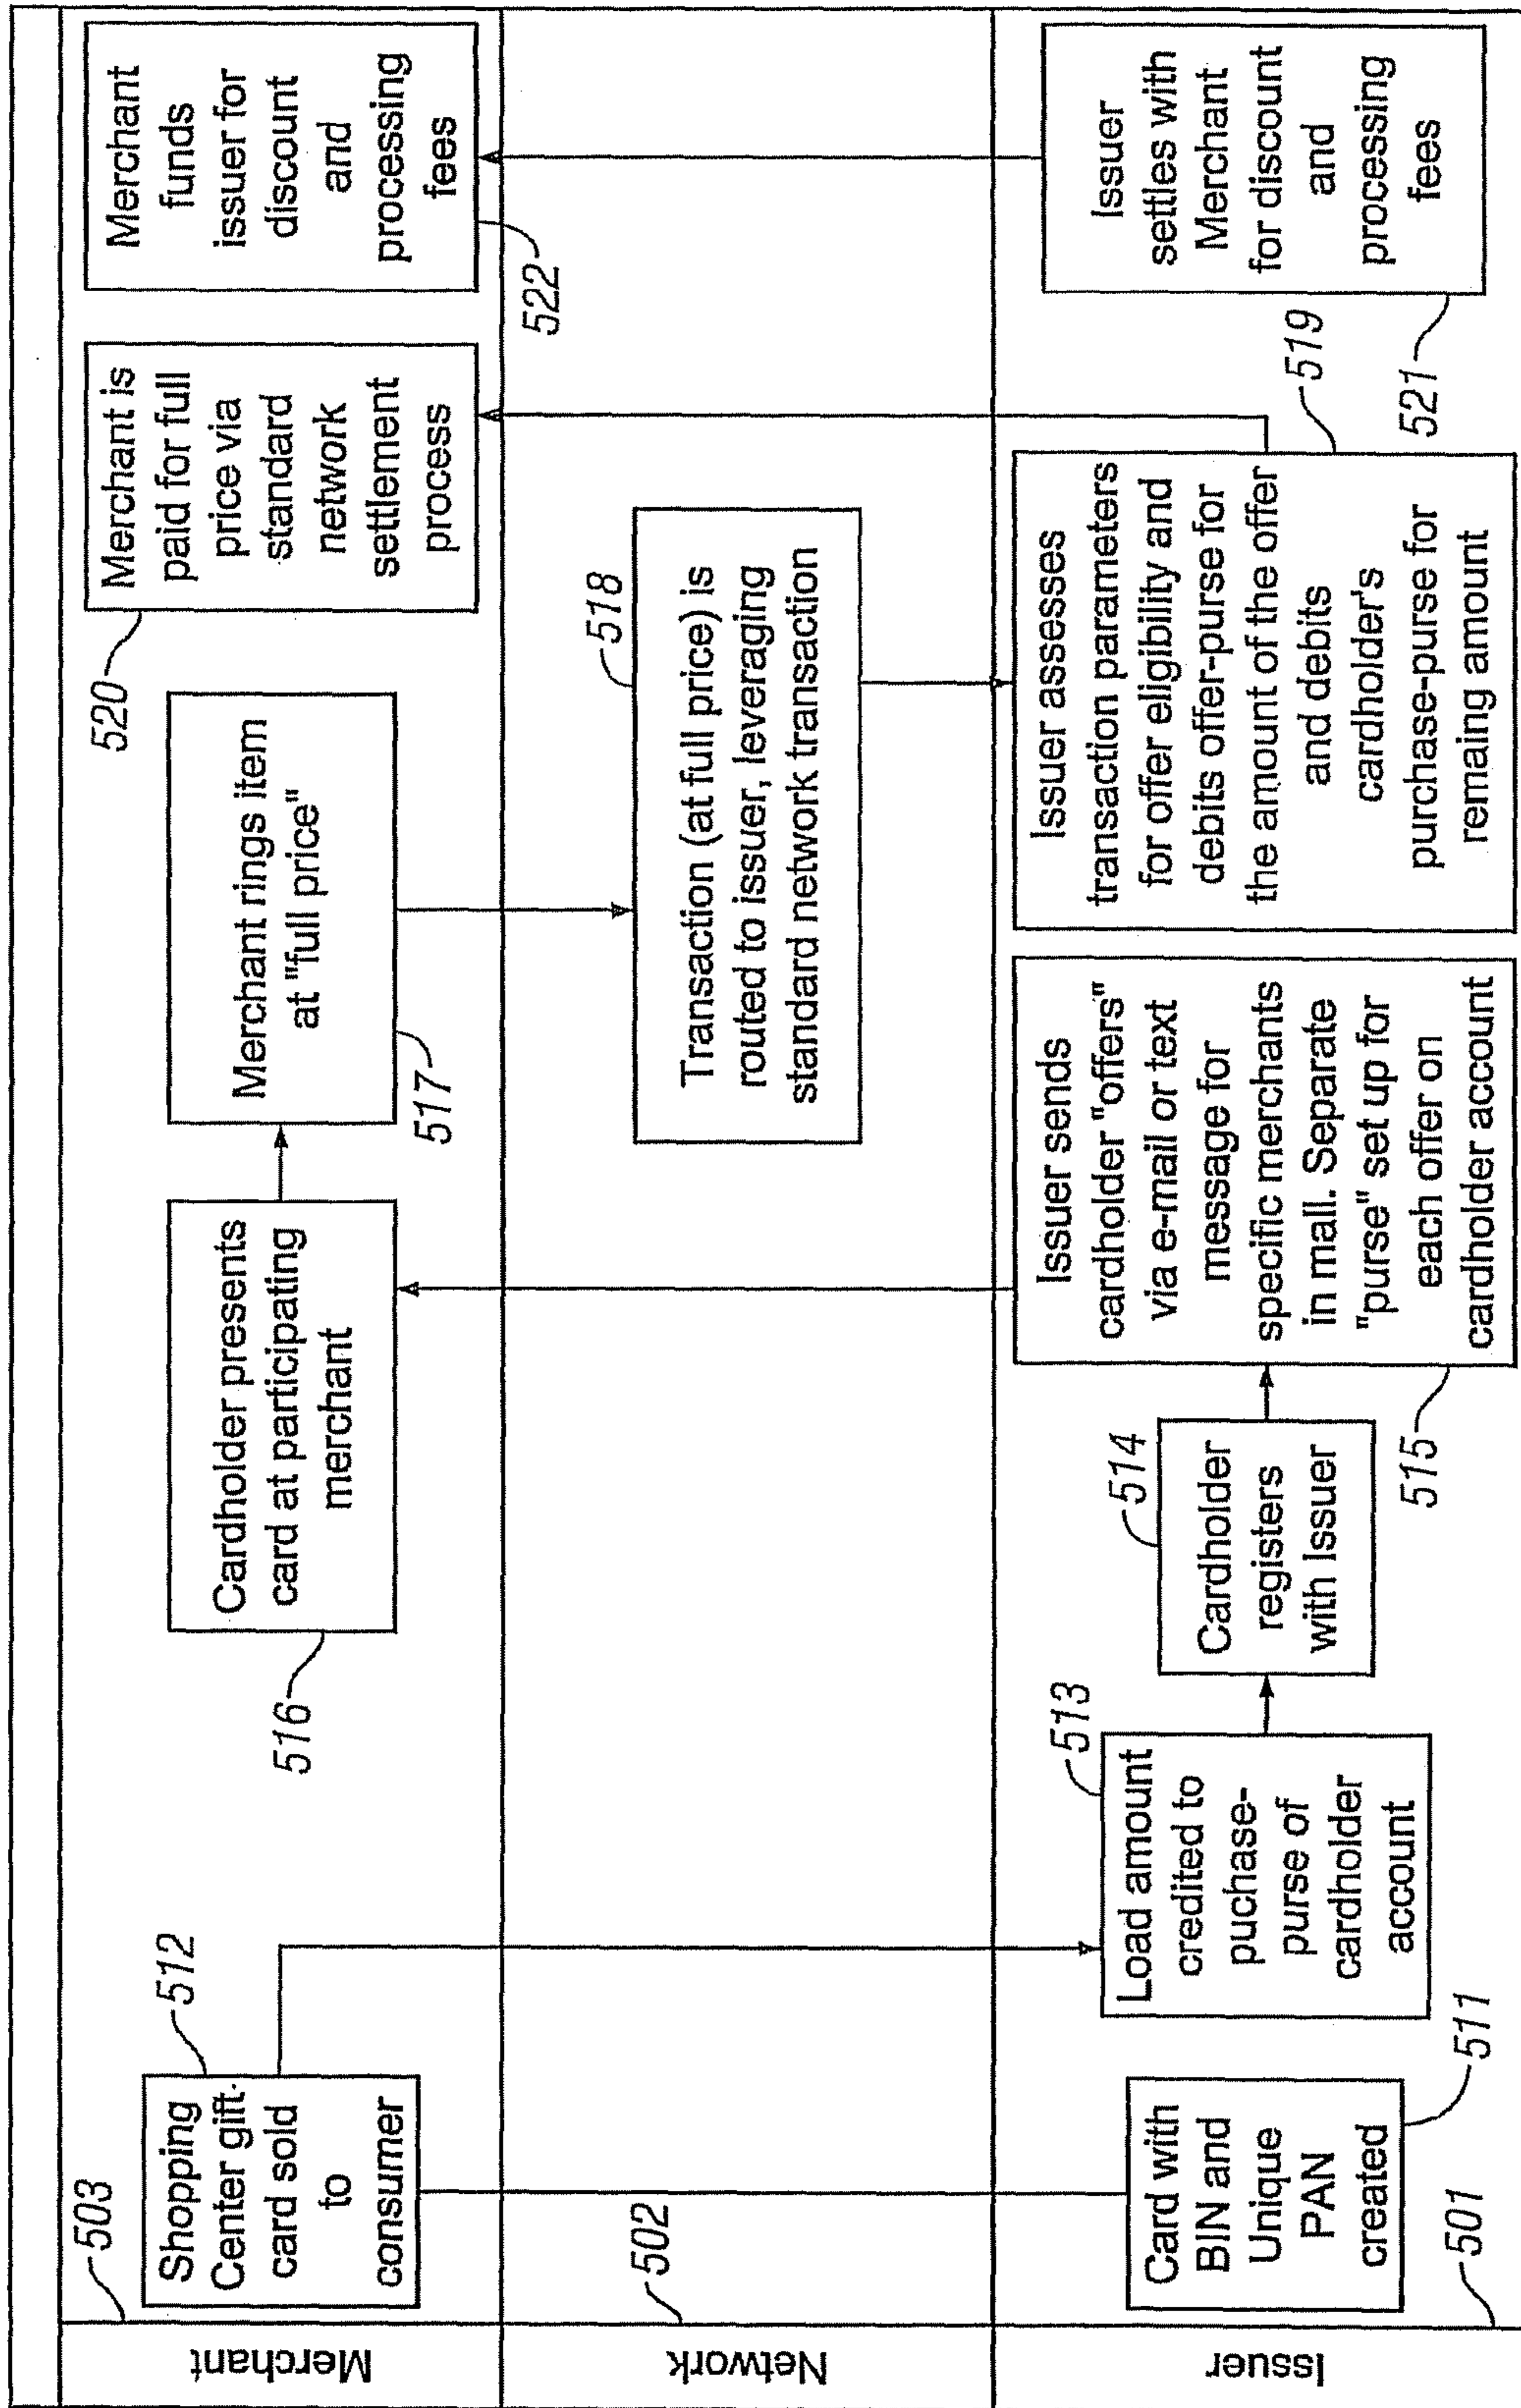 503
Merchant
Shopping
Center gift
card sold
to
consumer
512
Cardholder presents
card at participating
merchant
516
Merchant rings item
at "full price"
517
Merchant is
paid for full
price via
standard
network
settlement
process
520
Merchant
funds
issuer for
discount
and
processing
fees
522
502
Network
Transaction (at full price) is
routed to issuer, leveraging
standard network transaction
518
501
Issuer
Card with
BIN and
Unique
PAN
created
511
Load amount
credited to
puchase-
purse of
cardholder
account
513
Cardholder
registers
with Issuer
514
Issuer sends
cardholder "offers"
via e-mail or text
message for
specific merchants
in mall. Separate
"purse" set up for
each offer on
cardholder account
515
Issuer assesses
transaction parameters
for offer eligibility and
debits offer-purse for
the amount of the offer
and debits
cardholder's
purchase-purse for
remaing amount
519
Issuer
settles with
Merchant
for discount
and
processing
fees
521